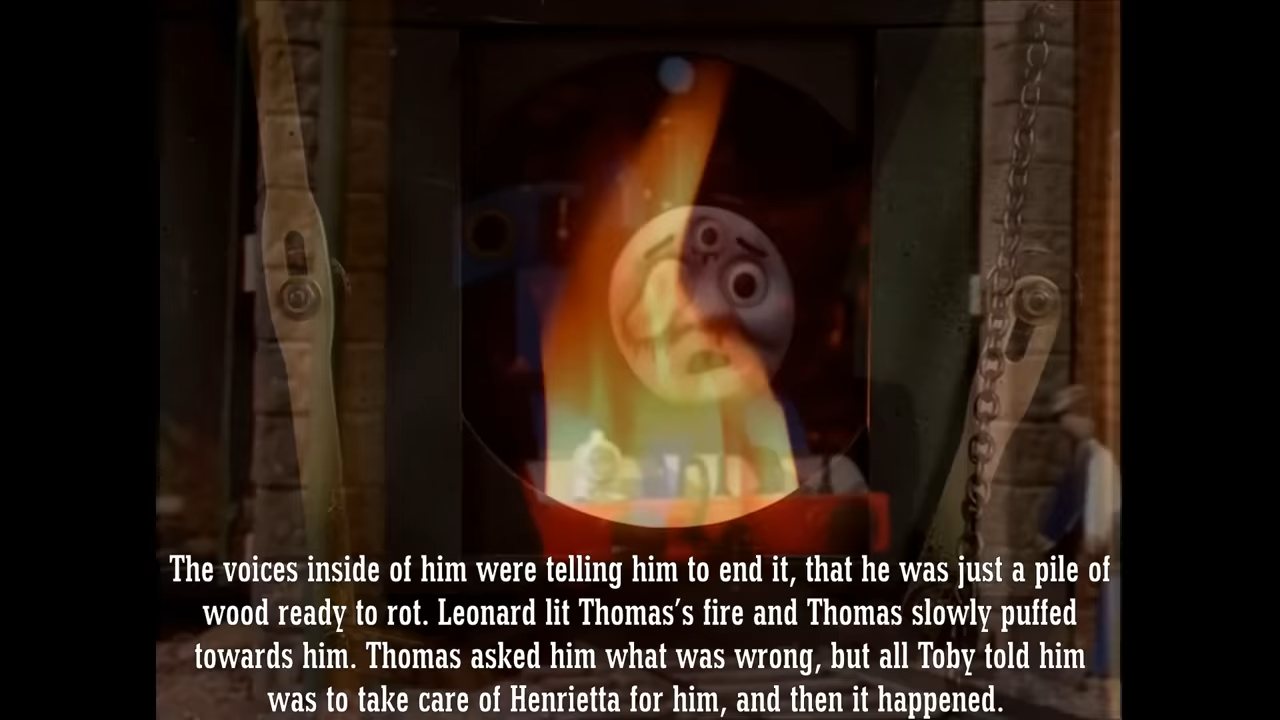 The voices inside of him were telling him to end it, that he was just a pile of
wood ready to rot. Leonard lit Thomas's fire and Thomas slowly puffed
towards him. Thomas asked him what was wrong, but all Toby told him
was to take care of Henrietta for him, and then it happened.